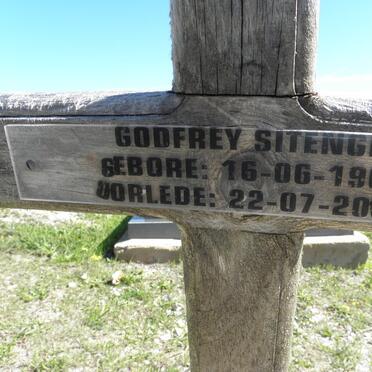 GODFREY SITENG
GEBORE: 16-06-19
OORLEDE: 22-07-20